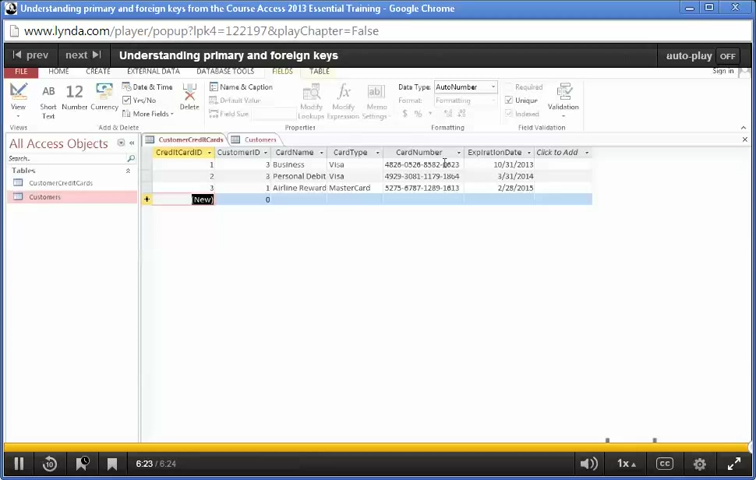 Understanding primary and foreign keys from the Course Access 2013 Essential Training - Google Chrome
www.lynda.com/player/popup?lpk4=122197&playChapter=False
prev next Understanding primary and foreign keys auto-play OFF
FILE HOME CREATE EXTERNAL DATA DATABASE TOOLS FIELDS TABLE Sign in
View AB Short Text 12 Number Currency Date & Time Yes/No More Fields Delete Name & Caption Default Value Field Size Modify Lookups Modify Expression Memo Settings Data Type: AutoNumber Formatting Required Unique Indexed Validation
Views Add & Delete Properties Formatting Field Validation
All Access Objects CustomerCreditCards Customers
Search...
Tables
CustomerCreditCards
Customers
CreditCardID CustomerID CardName CardType CardNumber ExpirationDate Click to Add
1 3 Business Visa 10/31/2013
2 3 Personal Debit Visa 4929-3081-1179-1864 3/31/2014
3 1 Airline Reward MasterCard 5275-6787-1289-1613 2/28/2015
(New) 0
10 6:23 / 6:24 1x CC